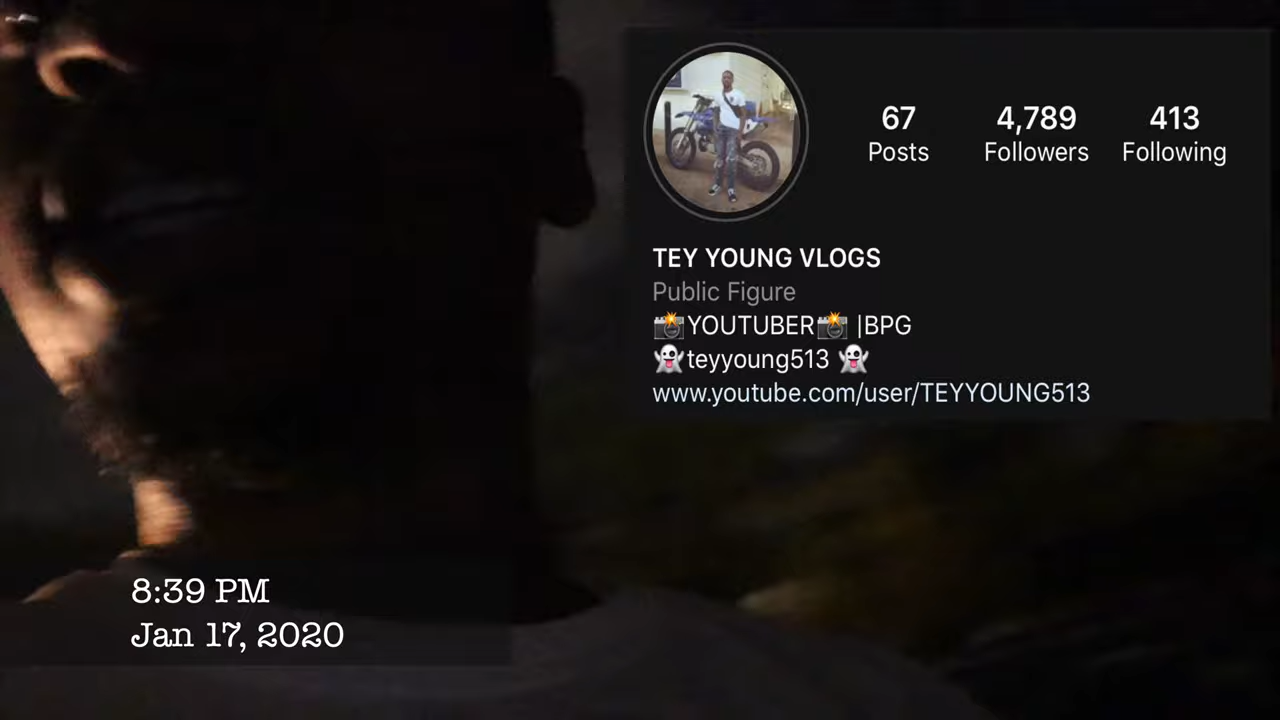 67 4,789 413
Posts Followers Following
TEY YOUNG VLOGS
Public Figure
📸YOUTUBER📸 |BPG
👻teyyoung513 👻
www.youtube.com/user/TEYYOUNG513
8:39 PM
Jan 17, 2020